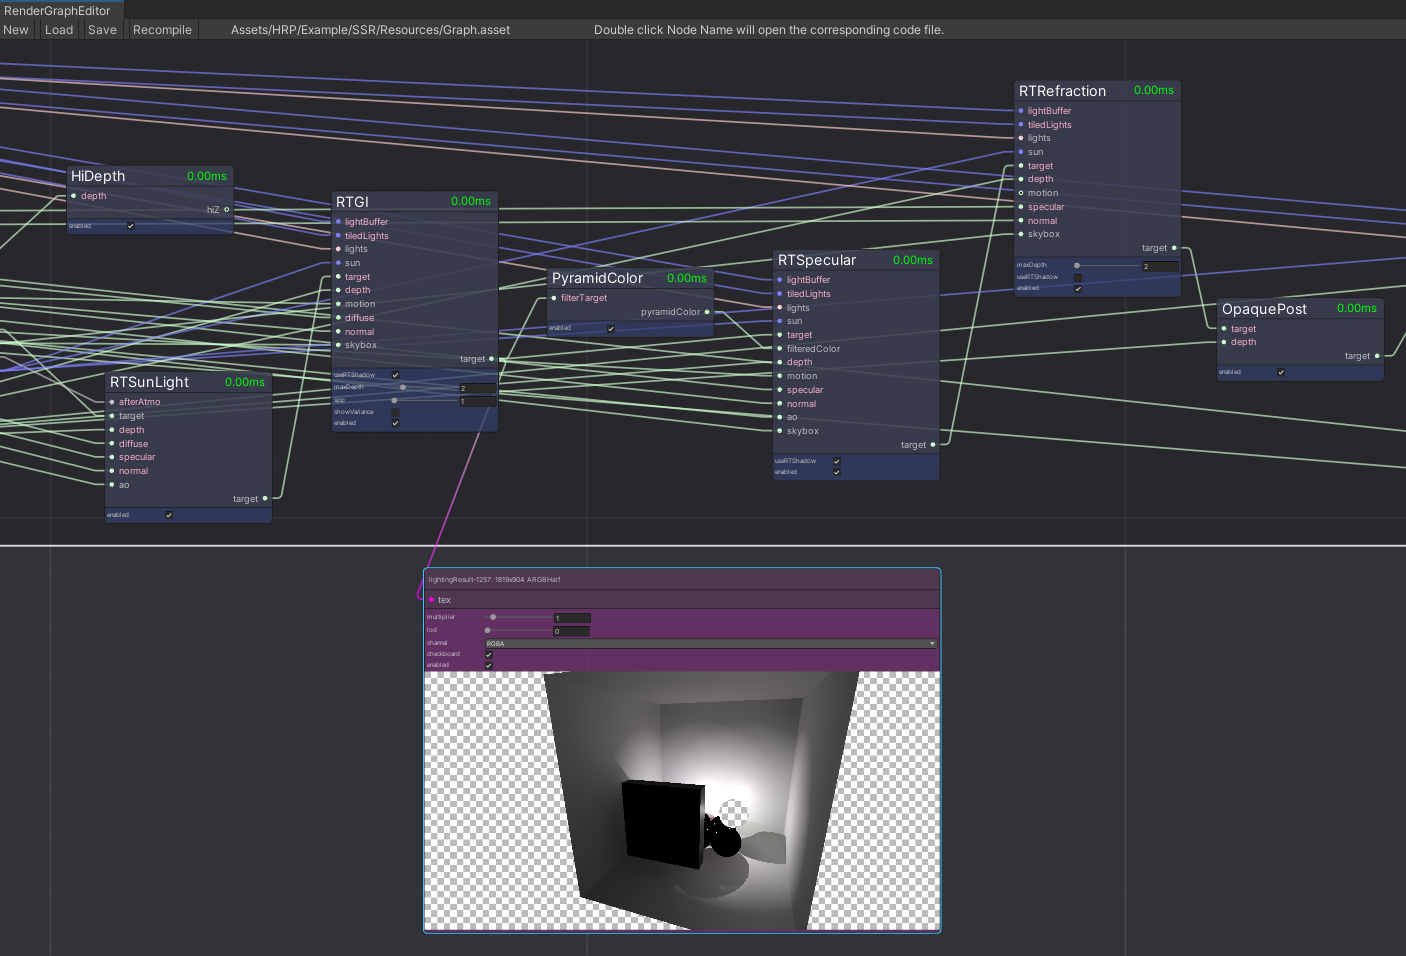 RenderGraphEditor
New Load Save Recompile Assets/HRP/Example/SSR/Resources/Graph.asset Double click Node Name will open the corresponding code file.
RTRefraction 0.00ms
lightBuffer
tiledLights
lights
sun
target
depth
motion
specular
normal
skybox
target
maxDepth 2
useRTShadow
enabled
HiDepth 0.00ms
depth
hiZ
enabled
RTGI 0.00ms
lightBuffer
tiledLights
lights
sun
target
depth
motion
diffuse
normal
skybox
target
useRTShadow
maxDepth 2
spp 1
showVariance
enabled
PyramidColor 0.00ms
filterTarget
pyramidColor
enabled
RTSpecular 0.00ms
lightBuffer
tiledLights
lights
sun
target
filteredColor
depth
motion
specular
normal
ao
skybox
target
useRTShadow
enabled
OpaquePost 0.00ms
target
depth
target
enabled
RTSunLight 0.00ms
afterAtmo
target
depth
diffuse
specular
normal
ao
target
enabled
lightingResult-1257: 1819x904 ARGBHalf
tex
multiplier 1
lod 0
channel RGBA
checkboard
enabled